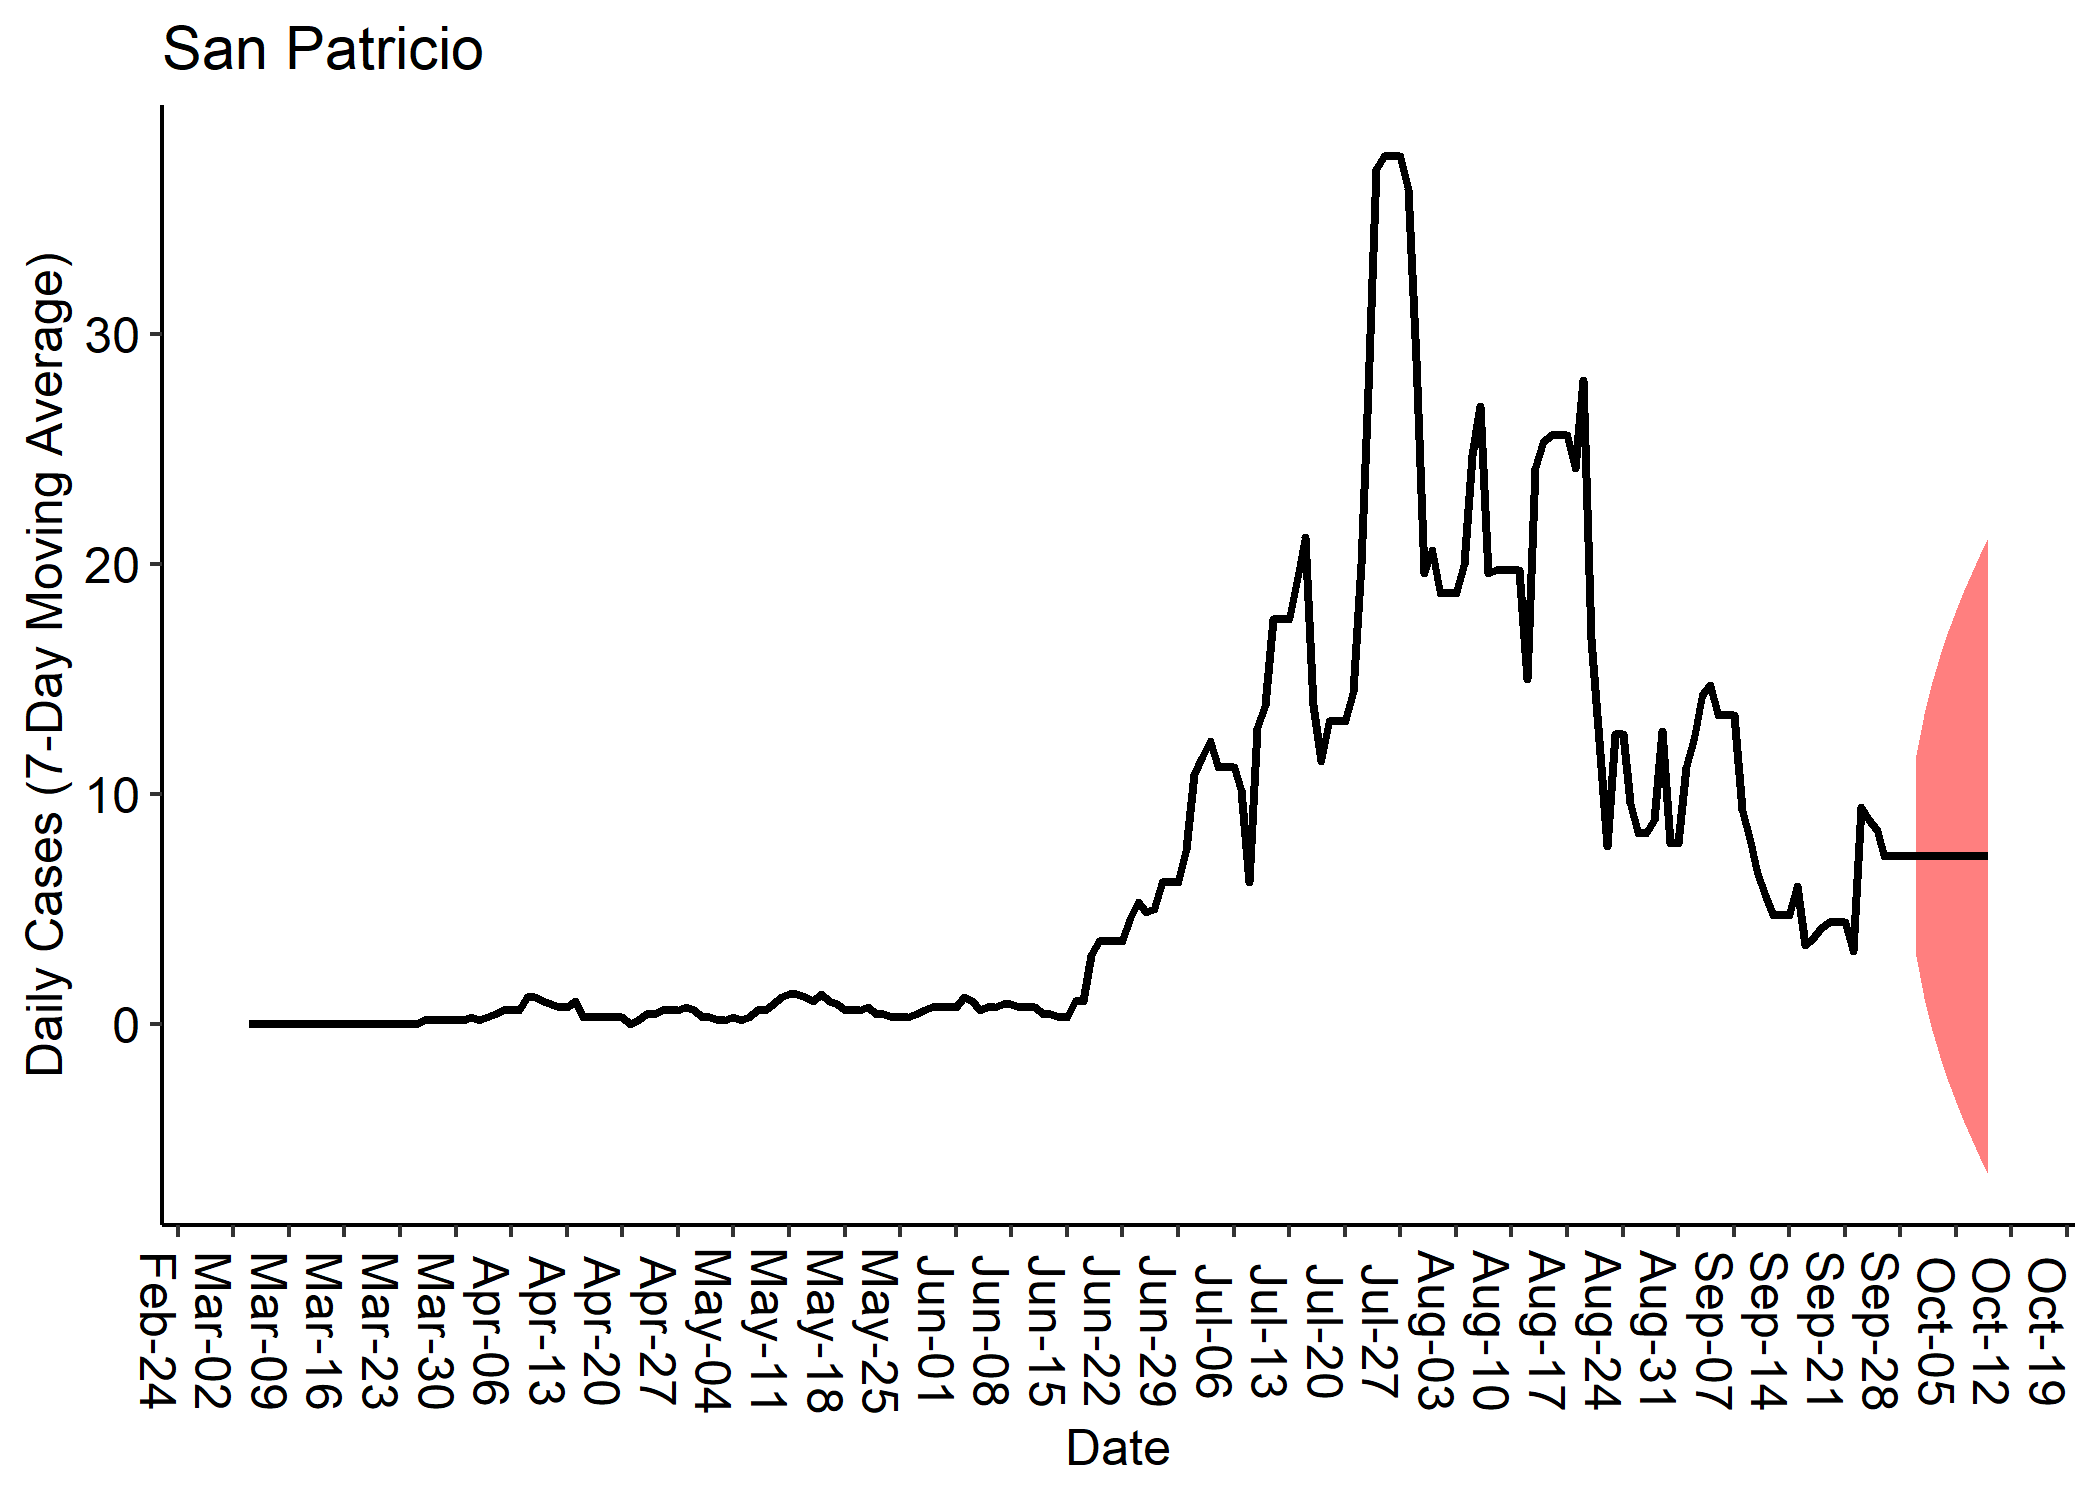 San Patricio
Daily Cases (7-Day Moving Average)
30
20
10
0
Feb-24
Mar-02
Mar-09
Mar-16
Mar-23
Mar-30
Apr-06
Apr-13
Apr-20
Apr-27
May-04
May-11
May-18
May-25
Jun-01
Jun-08
Jun-15
Jun-22
Jun-29
Jul-06
Jul-13
Jul-20
Jul-27
Aug-03
Aug-10
Aug-17
Aug-24
Aug-31
Sep-07
Sep-14
Sep-21
Sep-28
Oct-05
Oct-12
Oct-19
Date